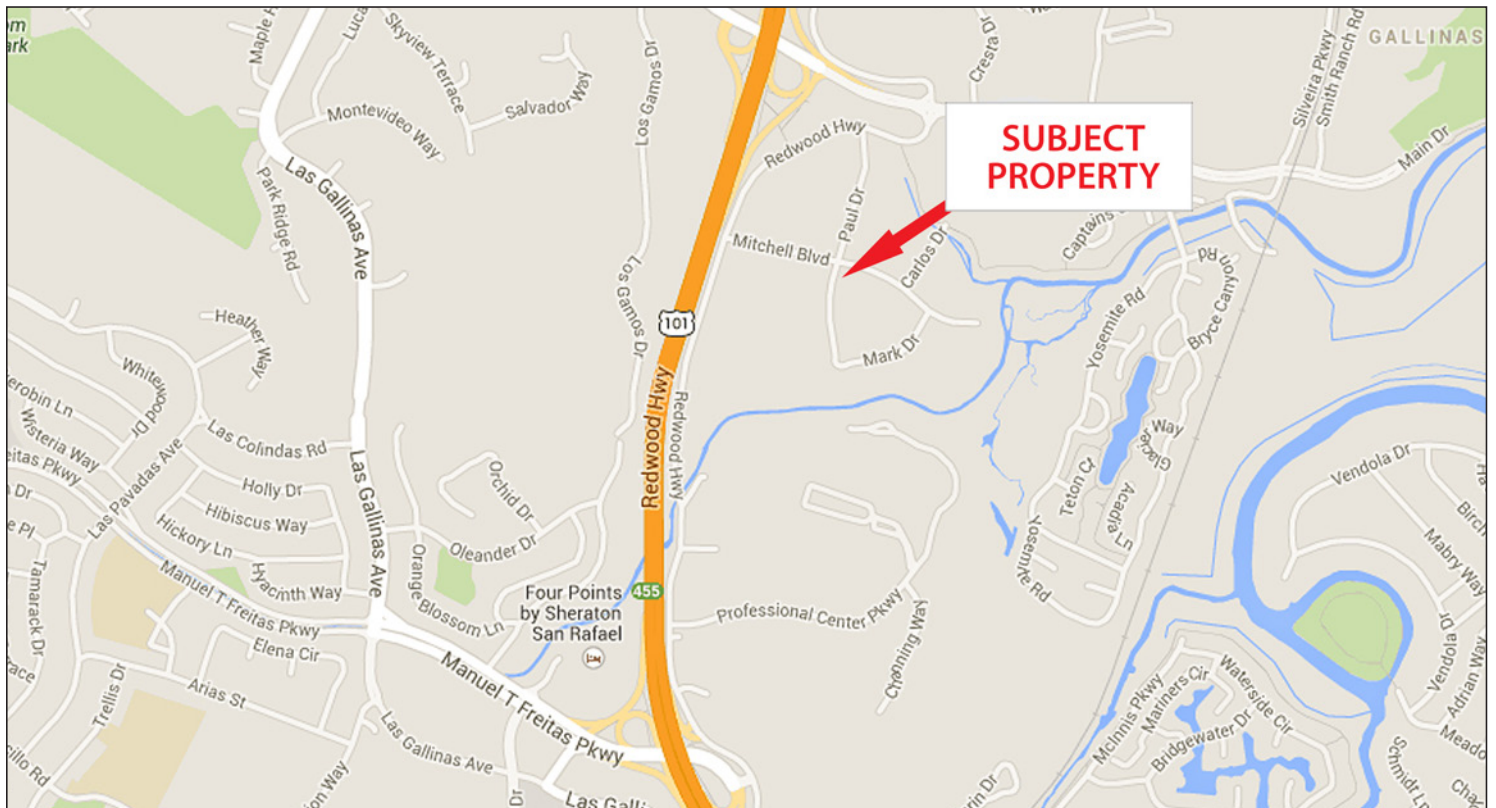 SUBJECT
PROPERTY
GALLINAS
Maple
Skyview Terrace
Salvador Way
Montevideo Way
Los Gamos Dr
Las Gallinas Ave
Park Ridge Rd
Redwood Hwy
Cresta Dr
Silveira Pkwy
Smith Ranch Rd
Main Dr
Paul Dr
Mitchell Blvd
Carlos Dr
Captains
Los Gamos Dr
101
Mark Dr
Yosemite Rd
Bryce Canyon Rd
Heather Way
Whitewood Dr
Wisteria Way
Las Colindas Rd
Las Pavadas Ave
Holly Dr
Hibiscus Way
Hickory Ln
Hyacinth Way
Las Gallinas Ave
Orchid Dr
Oleander Dr
Orange Blossom Ln
Redwood Hwy
Redwood Hwy
Glacier Way
Teton Ct
Acadia Ln
Yosemite Rd
Vendola Dr
Birch
Mabry Way
Vendola Dr
Adrian Way
Four Points
by Sheraton
San Rafael
455
Professional Center Pkwy
Channing Way
Manuel T Freitas Pkwy
Tamarack Dr
Elena Cir
Arias St
Trellis Dr
Manuel T Freitas Pkwy
Las Gallinas Ave
McInnis Pkwy
Mariners Cir
Waterside Cir
Bridgewater Dr
Schmidt Ln